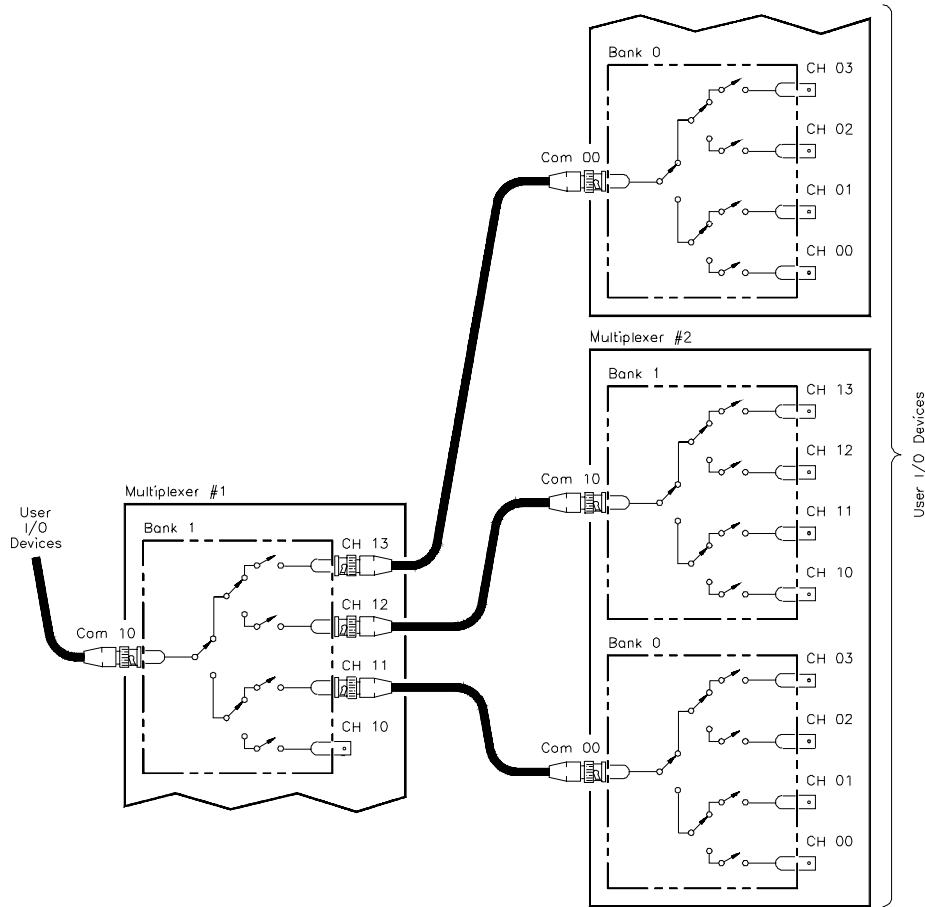 Bank 0
CH 03
CH 02
Com 00
CH 01
CH 00
Multiplexer #2
Bank 1
CH 13
CH 12
Com 10
CH 11
CH 10
Bank 0
CH 03
CH 02
Com 00
CH 01
CH 00
User I/O Devices
Multiplexer #1
User
I/O
Devices
Bank 1
CH 13
CH 12
Com 10
CH 11
CH 10